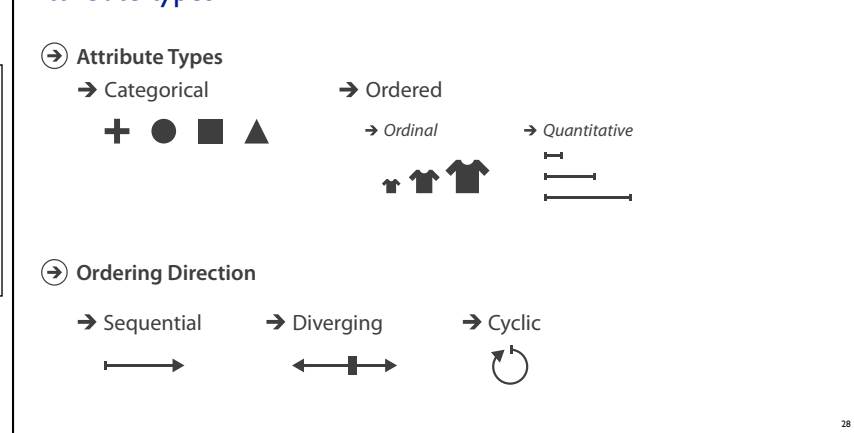 Attribute Types
➔ Categorical
➔ Ordered
➔ Ordinal
➔ Quantitative
Ordering Direction
➔ Sequential
➔ Diverging
➔ Cyclic
28